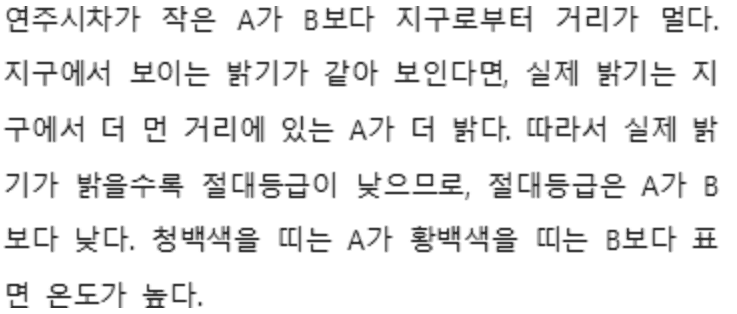 연주시차가 작은 A가 B보다 지구로부터 거리가 멀다.
지구에서 보이는 밝기가 같아 보인다면, 실제 밝기는 지
구에서 더 먼 거리에 있는 A가 더 밝다. 따라서 실제 밝
기가 밝을수록 절대등급이 낮으므로, 절대등급은 A가 B
보다 낮다. 청백색을 띠는 A가 황백색을 띠는 B보다 표
면 온도가 높다.